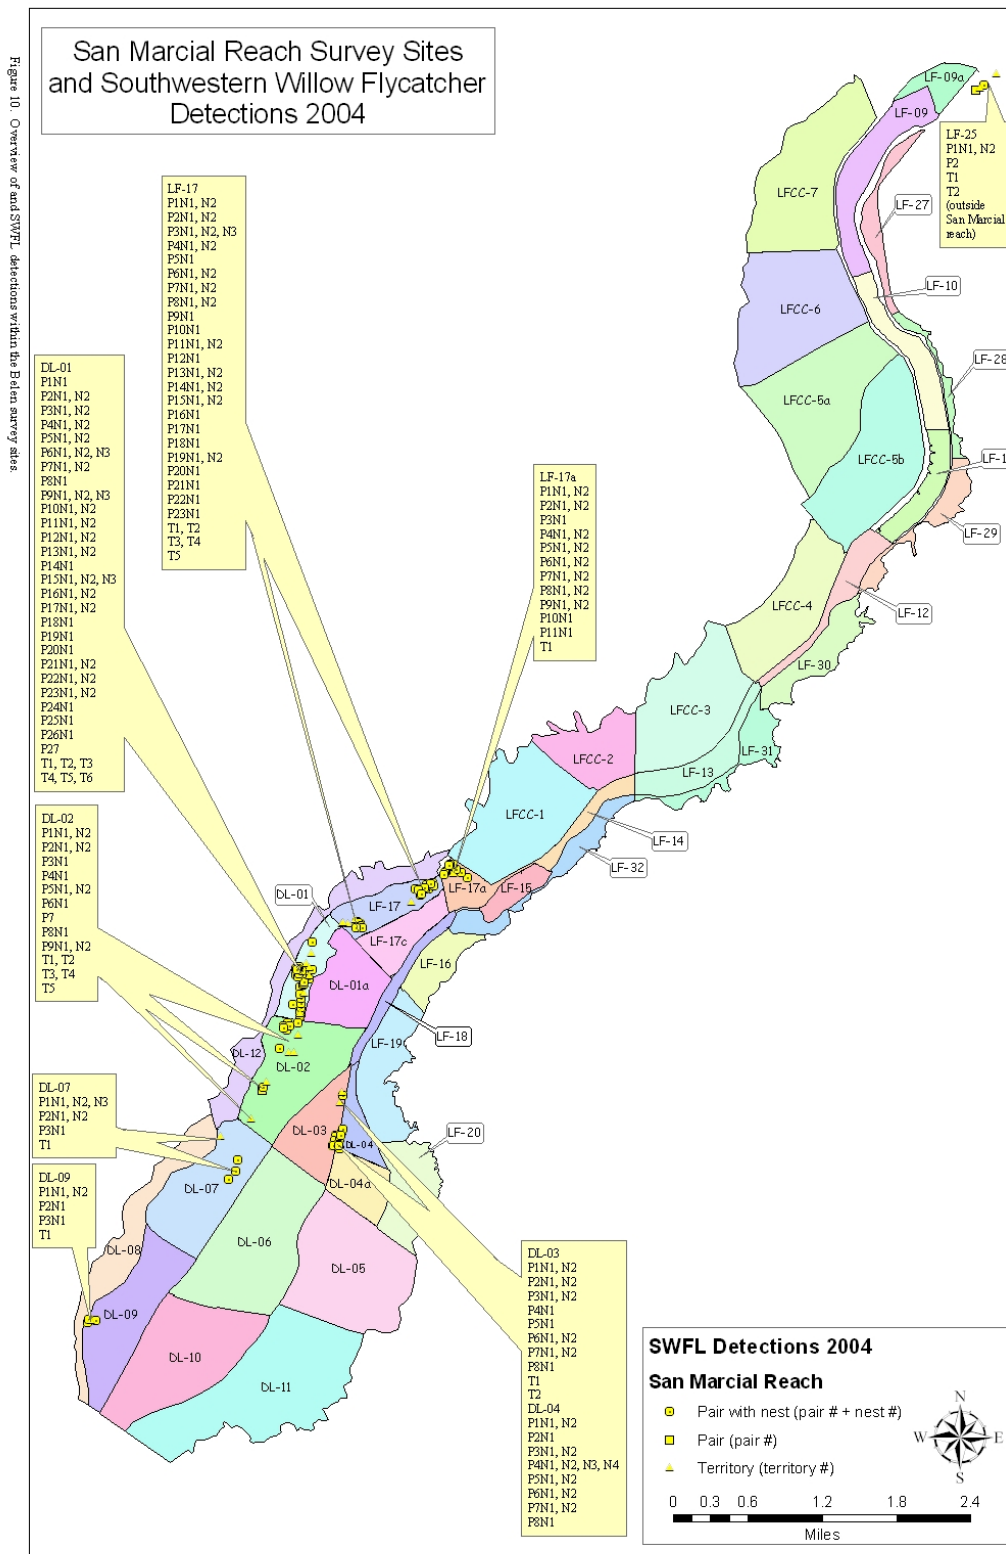 San Marcial Reach Survey Sites
and Southwestern Willow Flycatcher
Detections 2004
Figure 10. Overview of and SWFL detections within the Belen survey sites.
LF-25
P1N1, N2
P2
T1
T2
(outside
San Marcial
reach)
LF-17
P1N1, N2
P2N1, N2
P3N1, N2, N3
P4N1, N2
P5N1
P6N1, N2
P7N1, N2
P8N1, N2
P9N1
P10N1
P11N1, N2
P12N1
P13N1, N2
P14N1, N2
P15N1, N2
P16N1
P17N1
P18N1
P19N1, N2
P20N1
P21N1
P22N1
P23N1
T1, T2
T3, T4
T5
DL-01
P1N1
P2N1, N2
P3N1, N2
P4N1, N2
P5N1, N2
P6N1, N2, N3
P7N1, N2
P8N1
P9N1, N2, N3
P10N1, N2
P11N1, N2
P12N1, N2
P13N1, N2
P14N1
P15N1, N2, N3
P16N1, N2
P17N1, N2
P18N1
P19N1
P20N1
P21N1, N2
P22N1, N2
P23N1, N2
P24N1
P25N1
P26N1
P27
T1, T2, T3
T4, T5, T6
LF-17a
P1N1, N2
P2N1, N2
P3N1
P4N1, N2
P5N1, N2
P6N1, N2
P7N1, N2
P8N1, N2
P9N1, N2
P10N1
P11N1
T1
DL-02
P1N1, N2
P2N1, N2
P3N1
P4N1
P5N1, N2
P6N1
P7
P8N1
P9N1, N2
T1, T2
T3, T4
T5
DL-07
P1N1, N2, N3
P2N1, N2
P3N1
T1
DL-09
P1N1, N2
P2N1
P3N1
T1
DL-03
P1N1, N2
P2N1, N2
P3N1, N2
P4N1
P5N1
P6N1, N2
P7N1, N2
P8N1
T1
T2
DL-04
P1N1, N2
P2N1
P3N1, N2
P4N1, N2, N3, N4
P5N1, N2
P6N1, N2
P7N1, N2
P8N1
LF-09a
LF-09
LFCC-7
LF-27
LF-10
LFCC-6
LF-28
LFCC-5a
LFCC-5b
LF-1
LF-29
LFCC-4
LF-12
LF-30
LFCC-3
LF-31
LFCC-2
LF-13
LFCC-1
LF-14
LF-32
LF-17a
LF-15
DL-01
LF-17
LF-17c
LF-16
DL-01a
LF-18
LF-19
DL-12
DL-02
DL-03
DL-04
LF-20
DL-04a
DL-07
DL-06
DL-08
DL-05
DL-09
DL-10
DL-11
SWFL Detections 2004
San Marcial Reach
Pair with nest (pair # + nest #)
Pair (pair #)
Territory (territory #)
N
W E
S
0 0.3 0.6 1.2 1.8 2.4
Miles